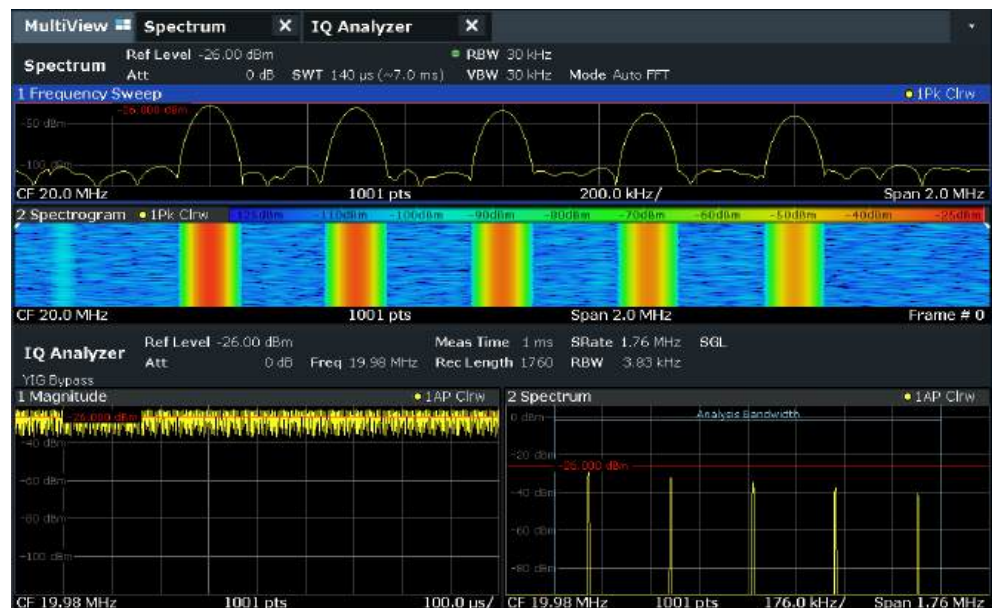 MultiView Spectrum X IQ Analyzer X
Spectrum
Ref Level -26.00 dBm RBW 30 kHz
Att 0 dB SWT 140 µs (~7.0 ms) VBW 30 kHz Mode Auto FFT
1 Frequency Sweep 1Pk Clrw
-26.000 dBm
-50 dBm
-100 dBm
CF 20.0 MHz 1001 pts 200.0 kHz/ Span 2.0 MHz
2 Spectrogram 1Pk Clrw -125dBm -110dBm -100dBm -90dBm -80dBm -70dBm -60dBm -50dBm -40dBm -25dBm
CF 20.0 MHz 1001 pts Span 2.0 MHz Frame # 0
IQ Analyzer
Ref Level -26.00 dBm Meas Time 1 ms SRate 1.76 MHz SGL
Att 0 dB Freq 19.98 MHz Rec Length 1760 RBW 3.83 kHz
YIG Bypass
1 Magnitude 1AP Clrw
-26.000 dBm
-40 dBm
-60 dBm
-80 dBm
-100 dBm
CF 19.98 MHz 1001 pts 100.0 µs/
2 Spectrum 1AP Clrw
0 dBm Analysis Bandwidth
-20 dBm
-26.000 dBm
-40 dBm
-60 dBm
-80 dBm
CF 19.98 MHz 1001 pts 176.0 kHz/ Span 1.76 MHz